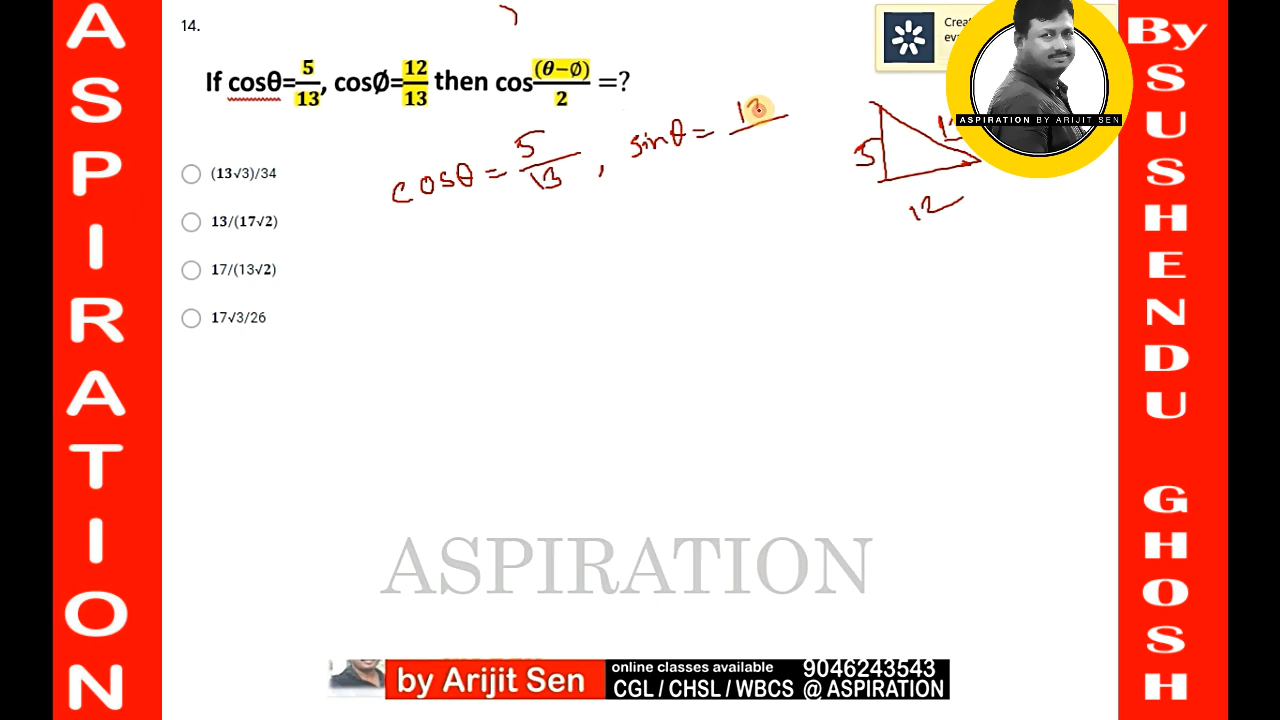 14.
If cosθ=5/13, cosØ=12/13 then cos(θ−Ø)/2 =?
(13√3)/34
13/(17√2)
17/(13√2)
17√3/26
cosθ = 5/13, sinθ = 13
5
12
ASPIRATION BY ARIJIT SEN
ASPIRATION
By SUSHENDU GHOSH
ASPIRATION
by Arijit Sen
online classes available 9046243543
CGL / CHSL / WBCS @ ASPIRATION